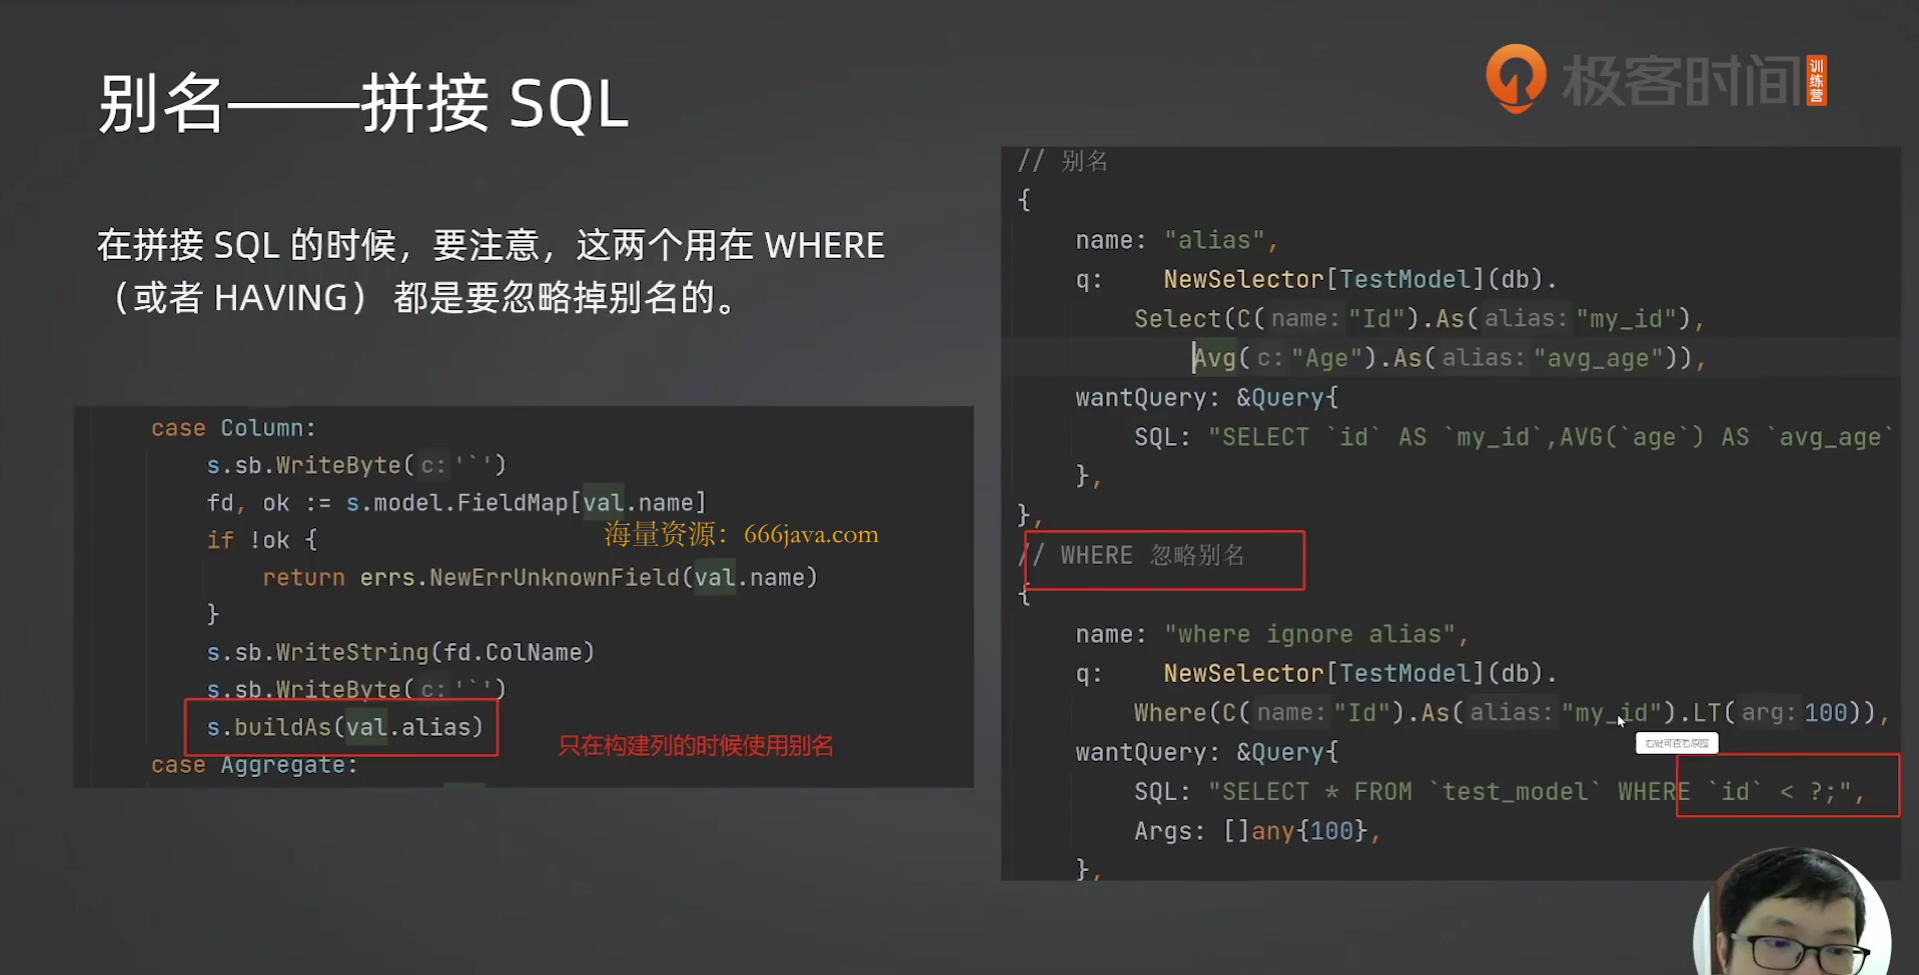 别名——拼接 SQL
极客时间 训练营
在拼接 SQL 的时候，要注意，这两个用在 WHERE
（或者 HAVING） 都是要忽略掉别名的。
case Column:
s.sb.WriteByte( c: '`')
fd, ok := s.model.FieldMap[val.name]
if !ok {
return errs.NewErrUnknownField(val.name)
}
s.sb.WriteString(fd.ColName)
s.sb.WriteByte( c: '`')
s.buildAs(val.alias)
case Aggregate:
只在构建列的时候使用别名
海量资源：666java.com
// 别名
{
name: "alias",
q: NewSelector[TestModel](db).
Select(C( name: "Id").As( alias: "my_id"),
Avg( c: "Age").As( alias: "avg_age")),
wantQuery: &Query{
SQL: "SELECT `id` AS `my_id`,AVG(`age`) AS `avg_age`
},
},
// WHERE 忽略别名
{
name: "where ignore alias",
q: NewSelector[TestModel](db).
Where(C( name: "Id").As( alias: "my_id").LT( arg: 100)),
右键可查看原图
wantQuery: &Query{
SQL: "SELECT * FROM `test_model` WHERE `id` < ?;",
Args: []any{100},
},